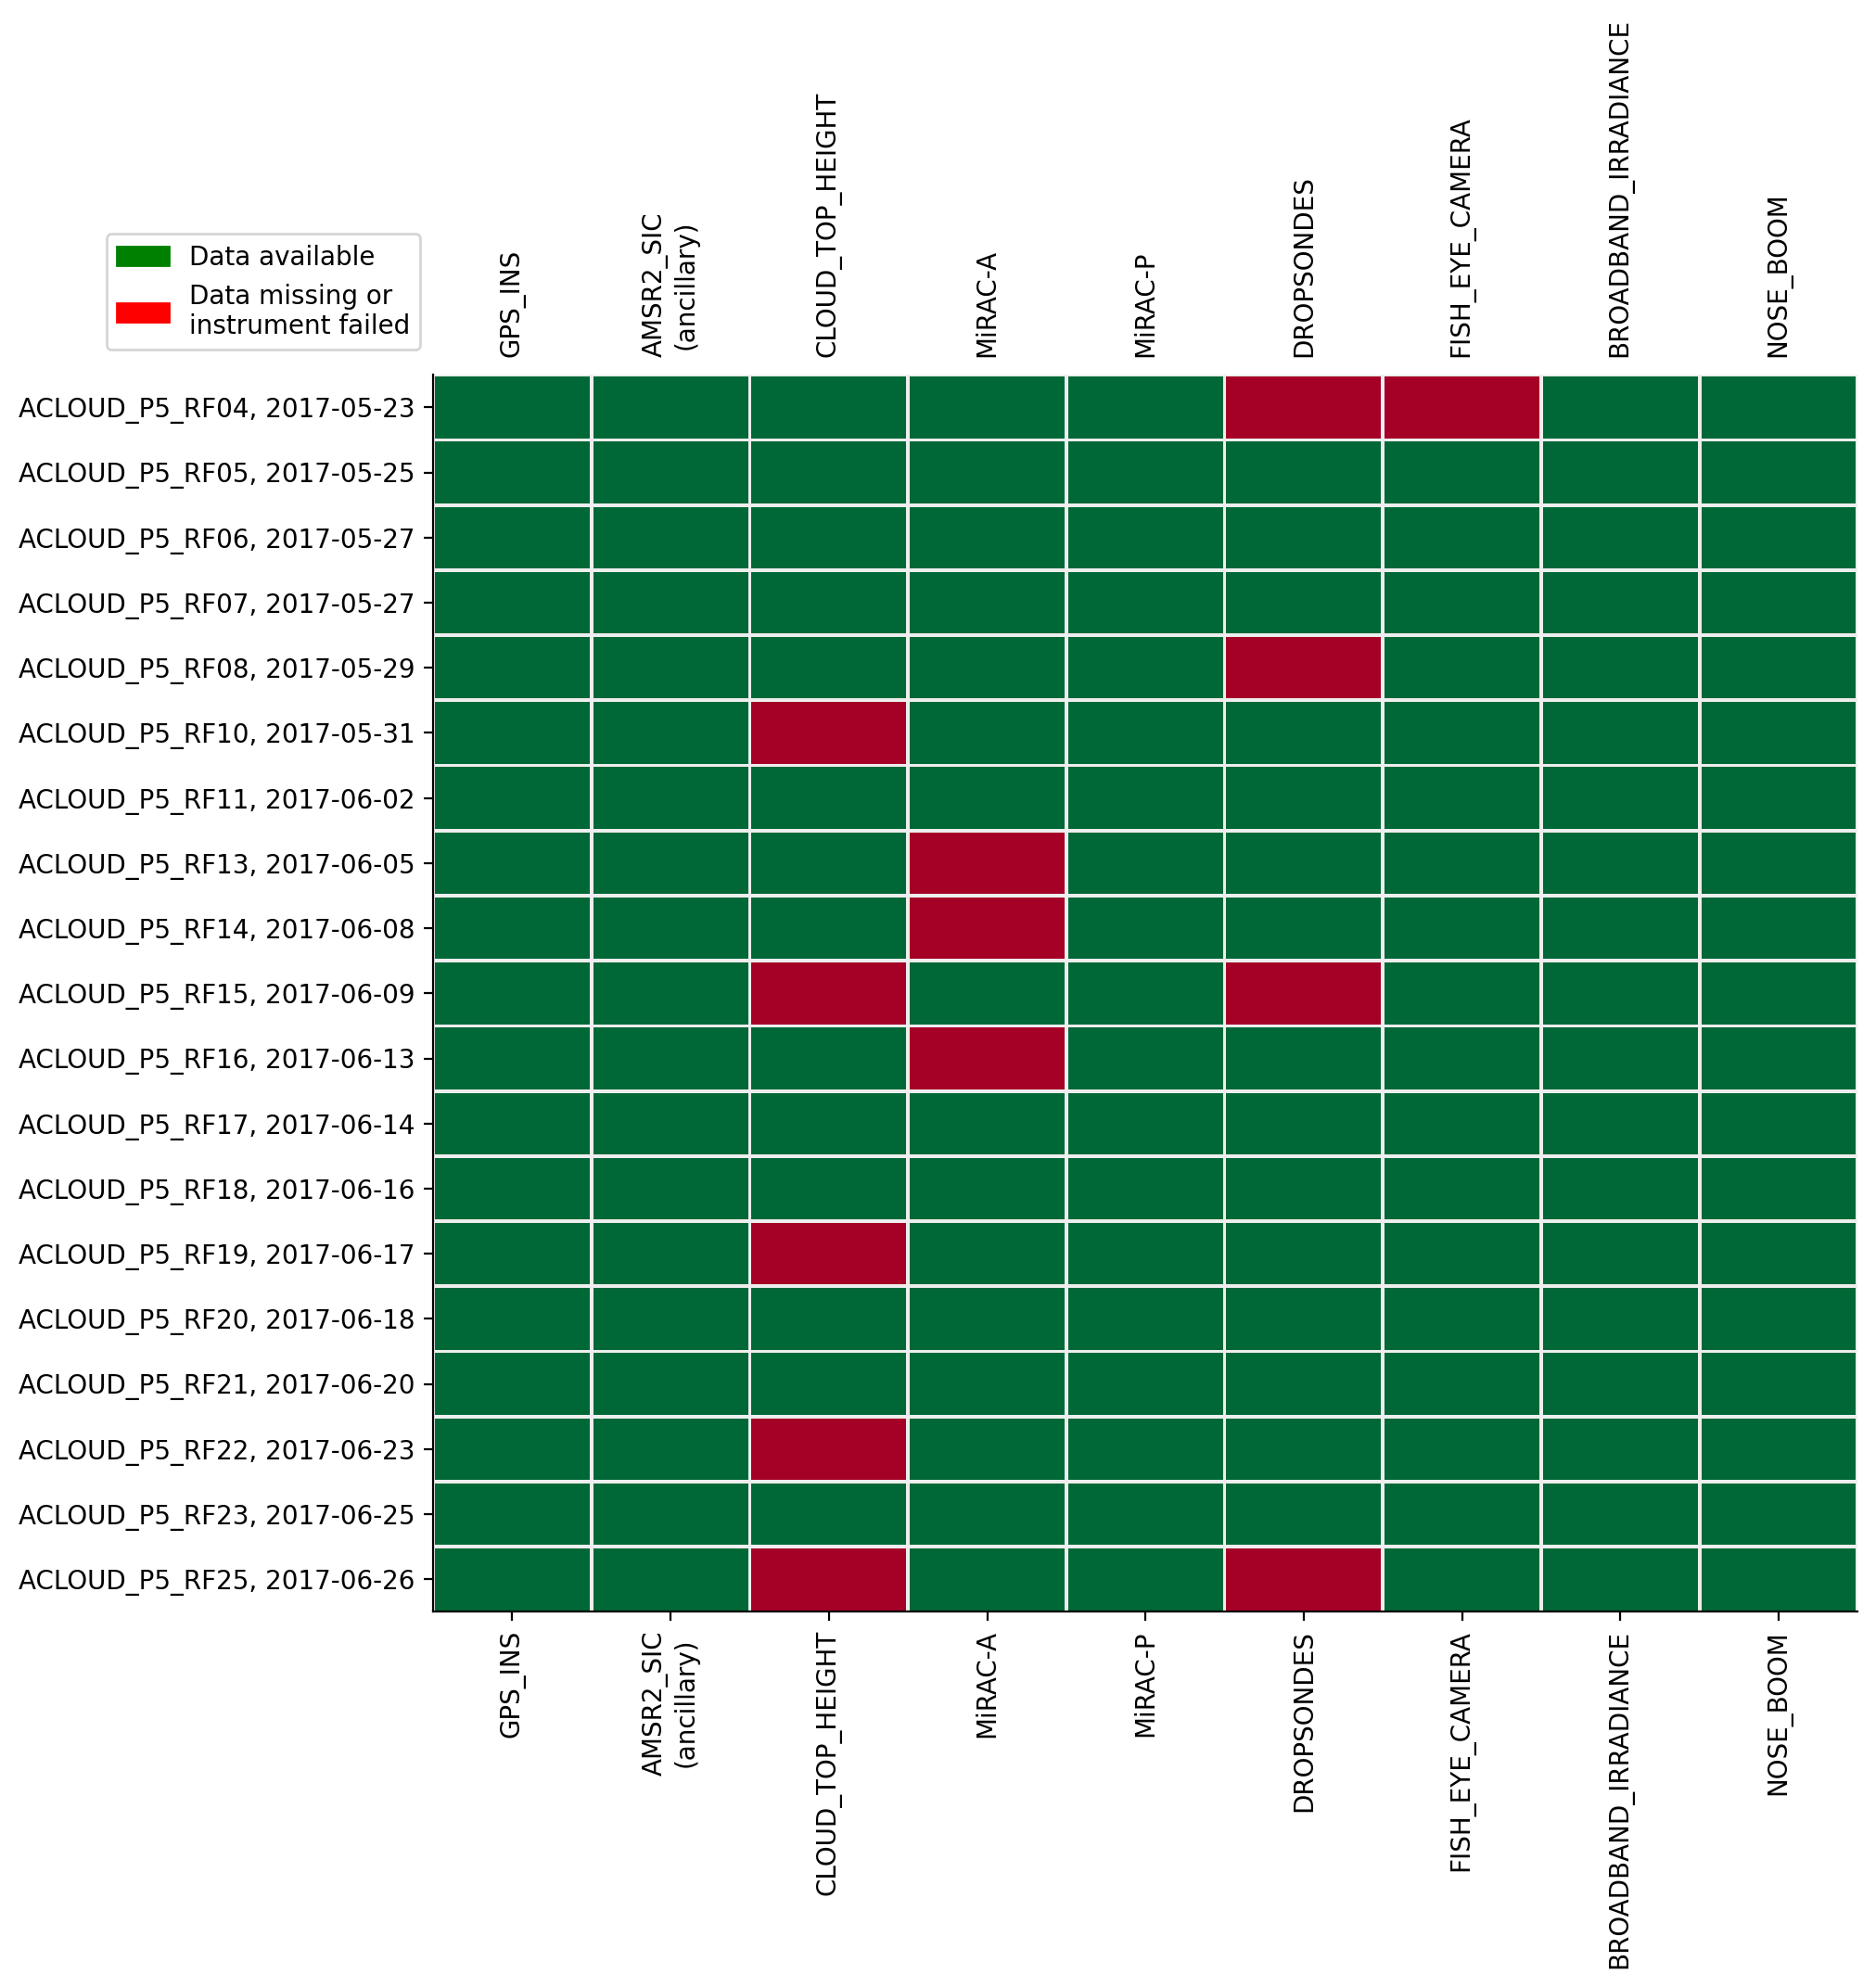 Data available
Data missing or
instrument failed
GPS_INS
AMSR2_SIC
(ancillary)
CLOUD_TOP_HEIGHT
MiRAC-A
MiRAC-P
DROPSONDES
FISH_EYE_CAMERA
BROADBAND_IRRADIANCE
NOSE_BOOM
ACLOUD_P5_RF04, 2017-05-23
ACLOUD_P5_RF05, 2017-05-25
ACLOUD_P5_RF06, 2017-05-27
ACLOUD_P5_RF07, 2017-05-27
ACLOUD_P5_RF08, 2017-05-29
ACLOUD_P5_RF10, 2017-05-31
ACLOUD_P5_RF11, 2017-06-02
ACLOUD_P5_RF13, 2017-06-05
ACLOUD_P5_RF14, 2017-06-08
ACLOUD_P5_RF15, 2017-06-09
ACLOUD_P5_RF16, 2017-06-13
ACLOUD_P5_RF17, 2017-06-14
ACLOUD_P5_RF18, 2017-06-16
ACLOUD_P5_RF19, 2017-06-17
ACLOUD_P5_RF20, 2017-06-18
ACLOUD_P5_RF21, 2017-06-20
ACLOUD_P5_RF22, 2017-06-23
ACLOUD_P5_RF23, 2017-06-25
ACLOUD_P5_RF25, 2017-06-26
GPS_INS
AMSR2_SIC
(ancillary)
CLOUD_TOP_HEIGHT
MiRAC-A
MiRAC-P
DROPSONDES
FISH_EYE_CAMERA
BROADBAND_IRRADIANCE
NOSE_BOOM